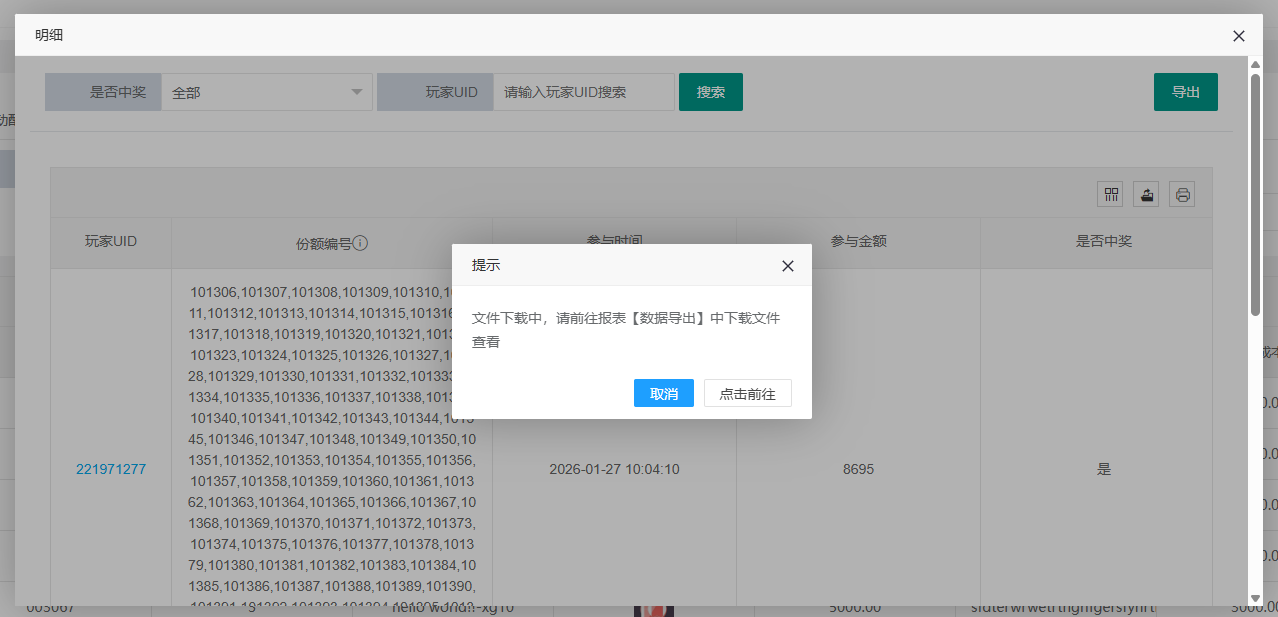 明细
是否中奖
全部
玩家UID
请输入玩家UID搜索
搜索
导出
玩家UID
份额编号
参与时间
参与金额
是否中奖
提示
文件下载中，请前往报表【数据导出】中下载文件
查看
取消
点击前往
101306,101307,101308,101309,101310,
11,101312,101313,101314,101315,101316
1317,101318,101319,101320,101321,
101323,101324,101325,101326,101327,
28,101329,101330,101331,101332,101333
1334,101335,101336,101337,101338,
101340,101341,101342,101343,101344,1013
45,101346,101347,101348,101349,101350,10
1351,101352,101353,101354,101355,101356,
101357,101358,101359,101360,101361,1013
62,101363,101364,101365,101366,101367,10
1368,101369,101370,101371,101372,101373,
101374,101375,101376,101377,101378,1013
79,101380,101381,101382,101383,101384,10
1385,101386,101387,101388,101389,101390,
221971277
2026-01-27 10:04:10
8695
是
003067
5000.00